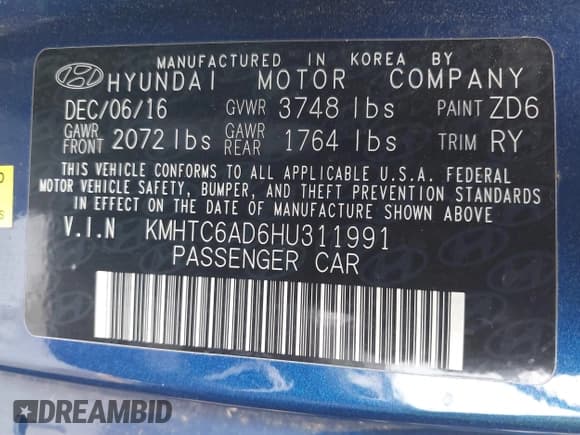 MANUFACTURED IN KOREA BY
HYUNDAI MOTOR COMPANY
DEC/06/16 GVWR 3748 lbs PAINT ZD6
GAWR FRONT 2072 lbs GAWR REAR 1764 lbs TRIM RY
THIS VEHICLE CONFORMS TO ALL APPLICABLE U.S.A. FEDERAL
MOTOR VEHICLE SAFETY, BUMPER, AND THEFT PREVENTION STANDARDS
IN EFFECT ON THE DATE OF MANUFACTURE SHOWN ABOVE
V.I.N KMHTC6AD6HU311991
PASSENGER CAR
DREAMBID